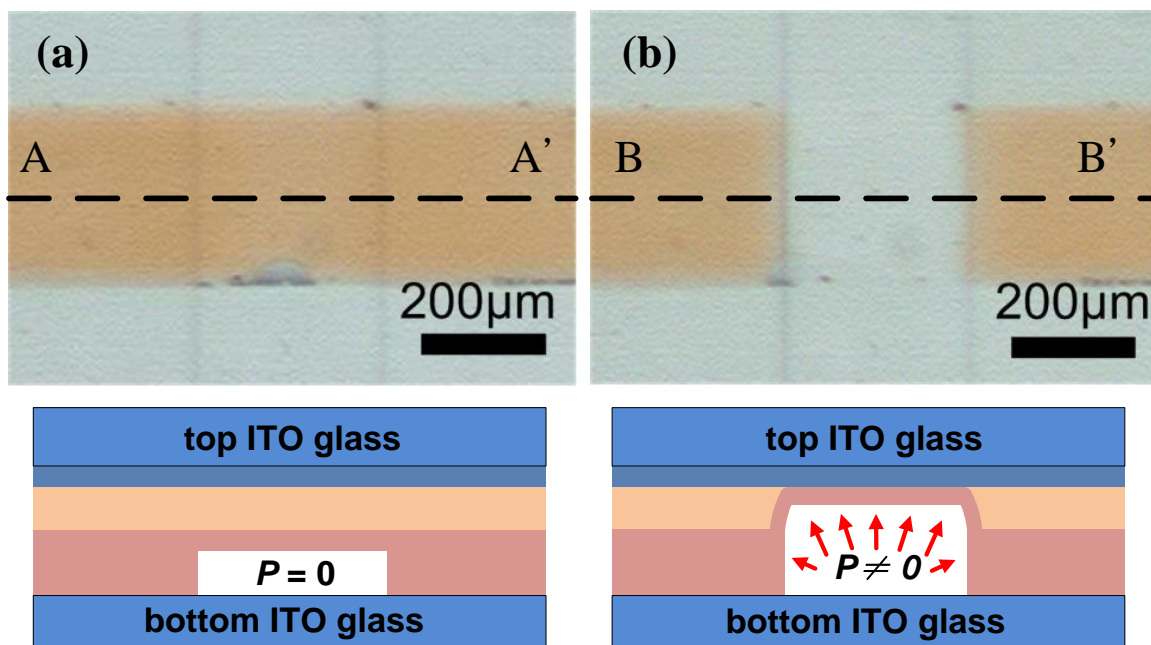 (a)
A A’
200μm
(b)
B B’
200μm
top ITO glass
P = 0
bottom ITO glass
top ITO glass
P ≠ 0
bottom ITO glass